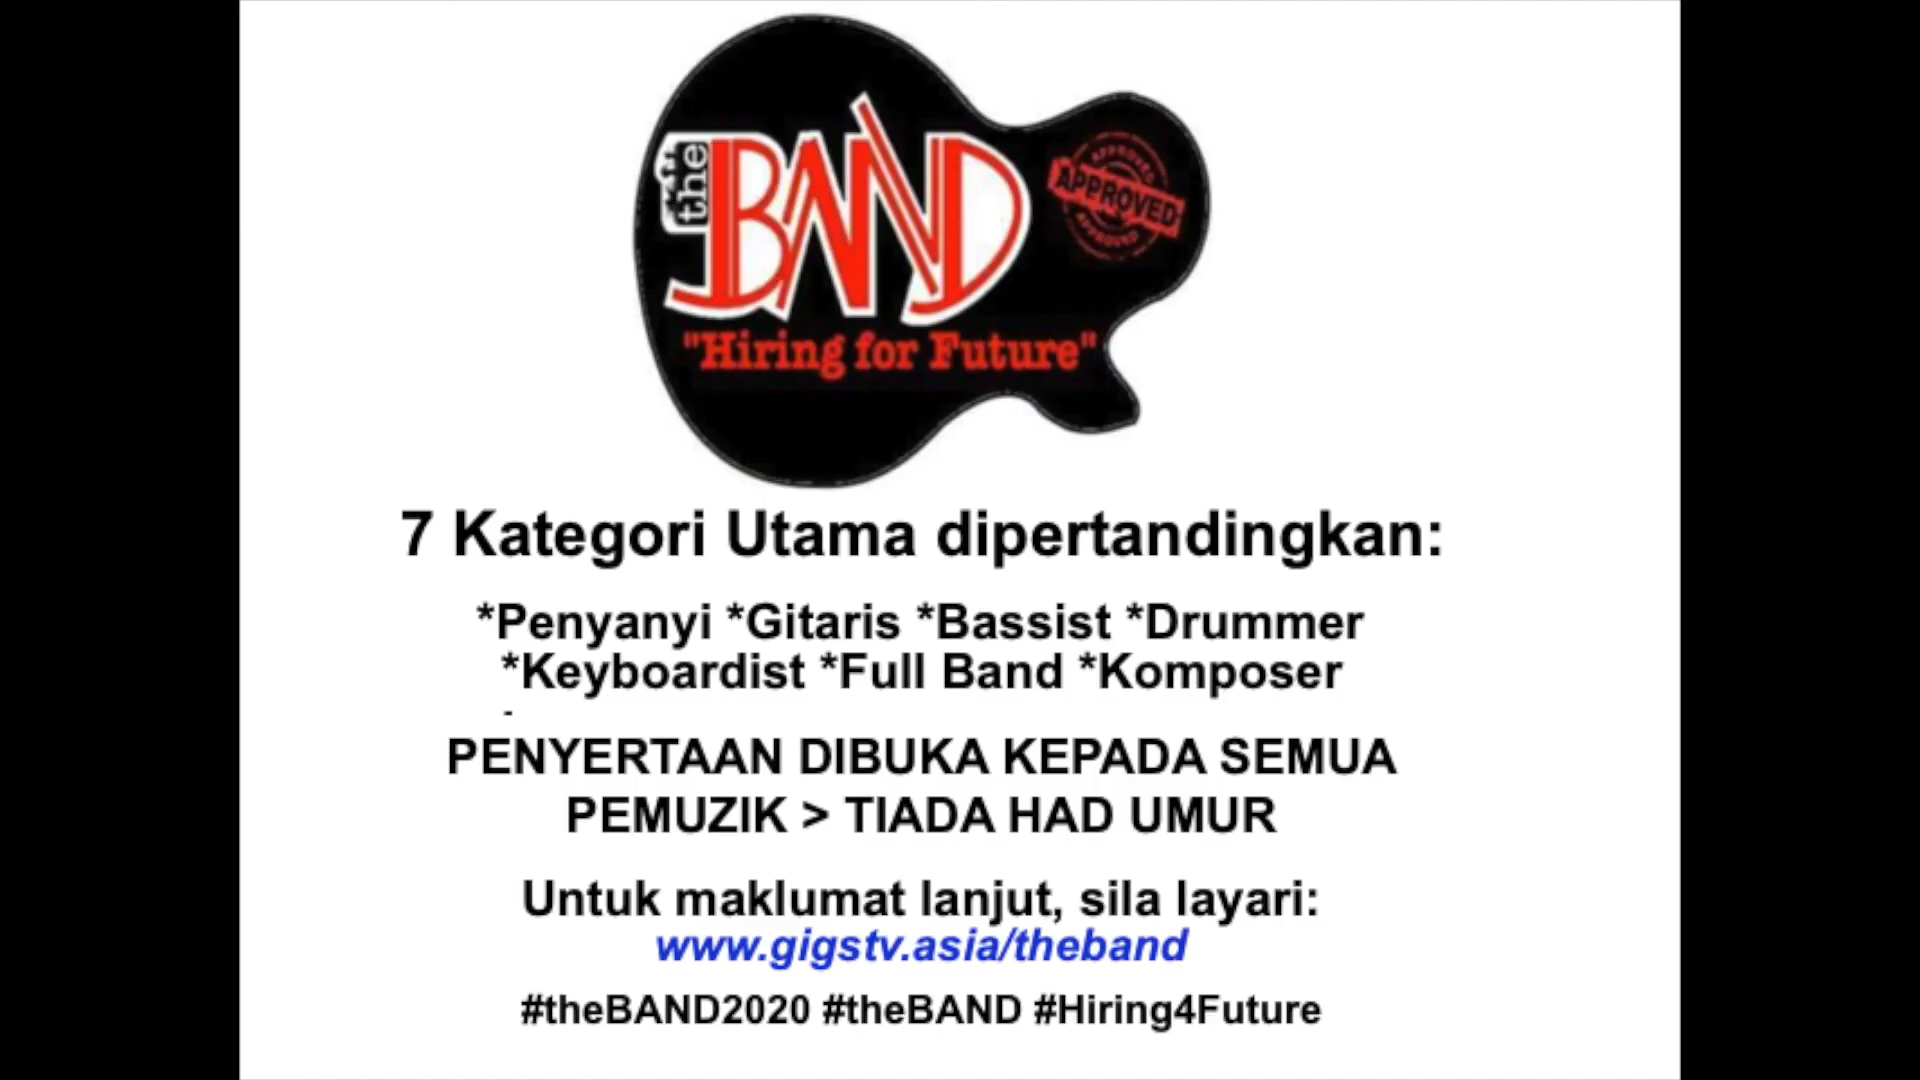 the BAND
APPROVED
APPROVED
APPROVED
"Hiring for Future"
7 Kategori Utama dipertandingkan:
*Penyanyi *Gitaris *Bassist *Drummer
*Keyboardist *Full Band *Komposer
-
PENYERTAAN DIBUKA KEPADA SEMUA
PEMUZIK > TIADA HAD UMUR
Untuk maklumat lanjut, sila layari:
www.gigstv.asia/theband
#theBAND2020 #theBAND #Hiring4Future